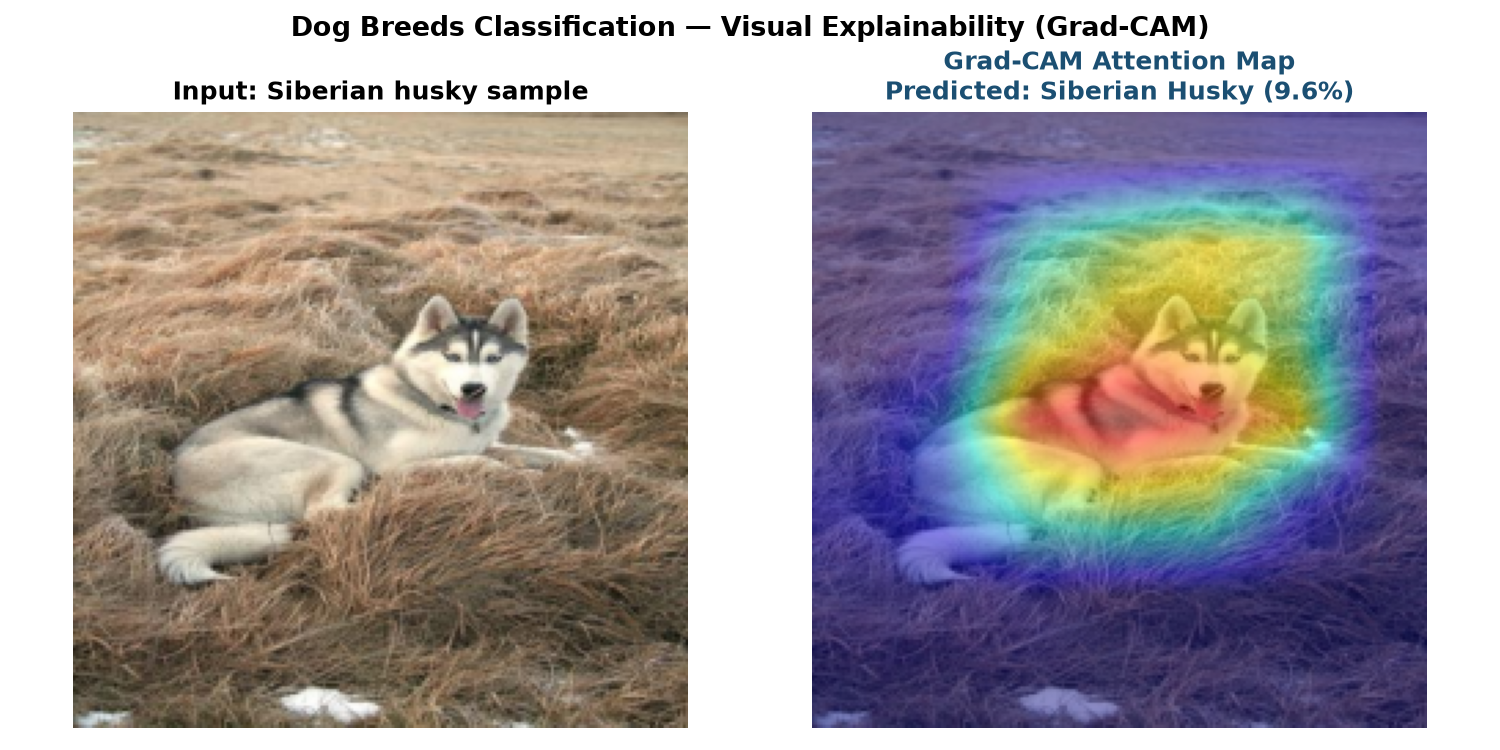 Dog Breeds Classification — Visual Explainability (Grad-CAM)
Input: Siberian husky sample
Grad-CAM Attention Map
Predicted: Siberian Husky (9.6%)